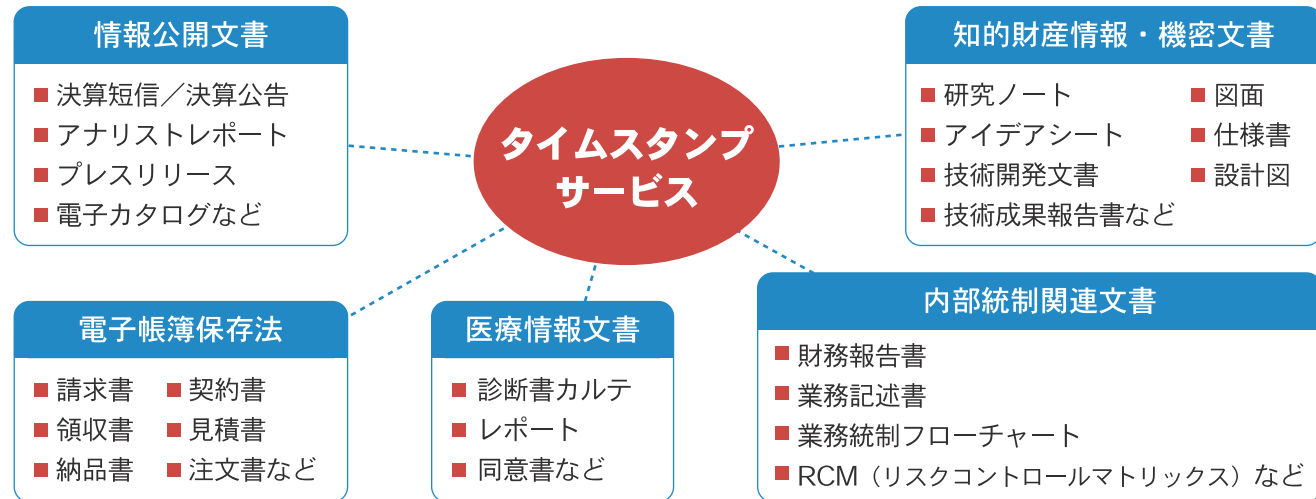 情報公開文書
決算短信／決算公告
アナリストレポート
プレスリリース
電子カタログなど
タイムスタンプ
サービス
知的財産情報・機密文書
研究ノート
アイデアシート
技術開発文書
技術成果報告書など
図面
仕様書
設計図
電子帳簿保存法
請求書
領収書
納品書
契約書
見積書
注文書など
医療情報文書
診断書カルテ
レポート
同意書など
内部統制関連文書
財務報告書
業務記述書
業務統制フローチャート
RCM（リスクコントロールマトリックス）など